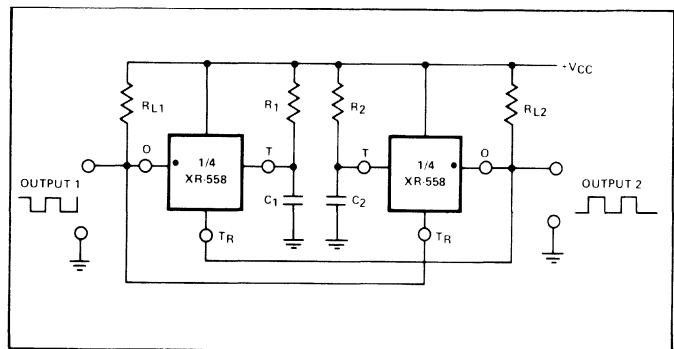 +VCC
RL1
R1
R2
RL2
O
T
T
O
1/4
XR-558
1/4
XR-558
OUTPUT 1
C1
C2
OUTPUT 2
TR
TR